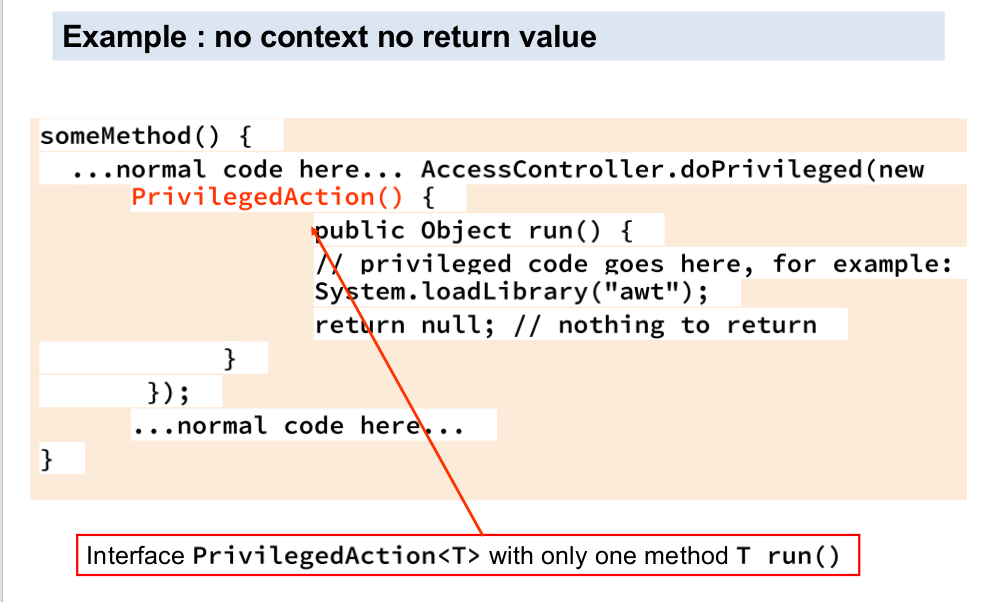 Example : no context no return value
someMethod() {
...normal code here... AccessController.doPrivileged(new
PrivilegedAction() {
public Object run() {
// privileged code goes here, for example:
System.loadLibrary("awt");
return null; // nothing to return
}
});
...normal code here...
}
Interface PrivilegedAction<T> with only one method T run()